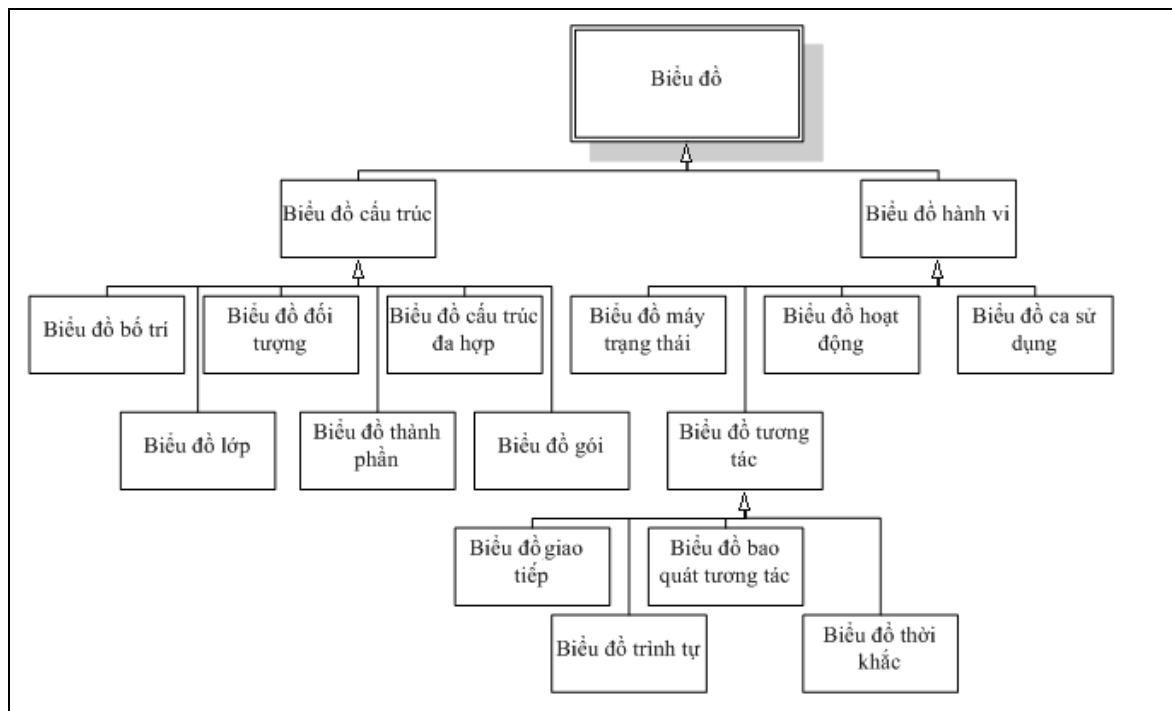 Biểu đồ
Biểu đồ cấu trúc
Biểu đồ hành vi
Biểu đồ bố trí
Biểu đồ đối
tượng
Biểu đồ cấu trúc
đa hợp
Biểu đồ máy
trạng thái
Biểu đồ hoạt
động
Biểu đồ ca sử
dụng
Biểu đồ lớp
Biểu đồ thành
phần
Biểu đồ gói
Biểu đồ tương
tác
Biểu đồ giao
tiếp
Biểu đồ bao
quát tương tác
Biểu đồ trình tự
Biểu đồ thời
khắc